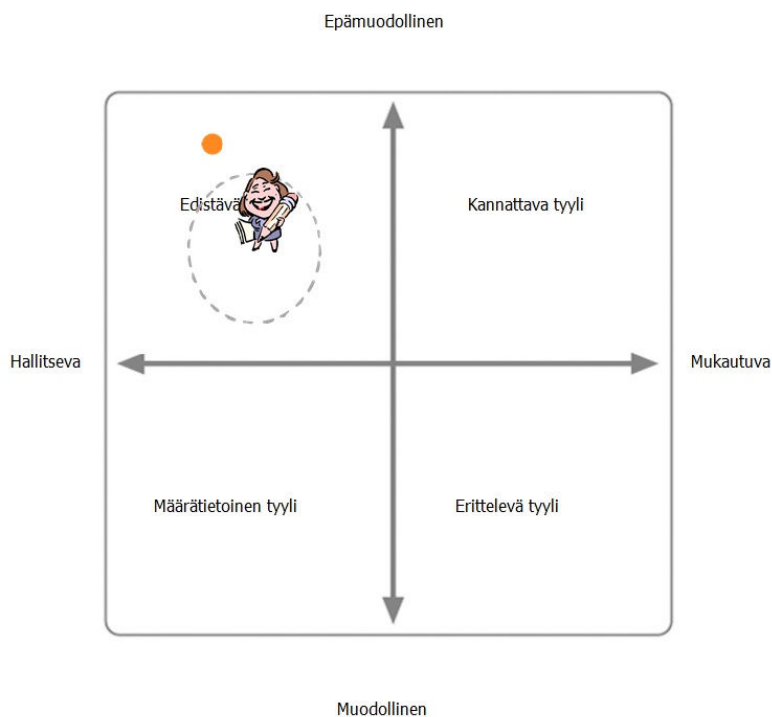 Epämuodollinen
Edistävä
Kannattava tyyli
Hallitseva
Mukautuva
Määrätietoinen tyyli
Erittelevä tyyli
Muodollinen